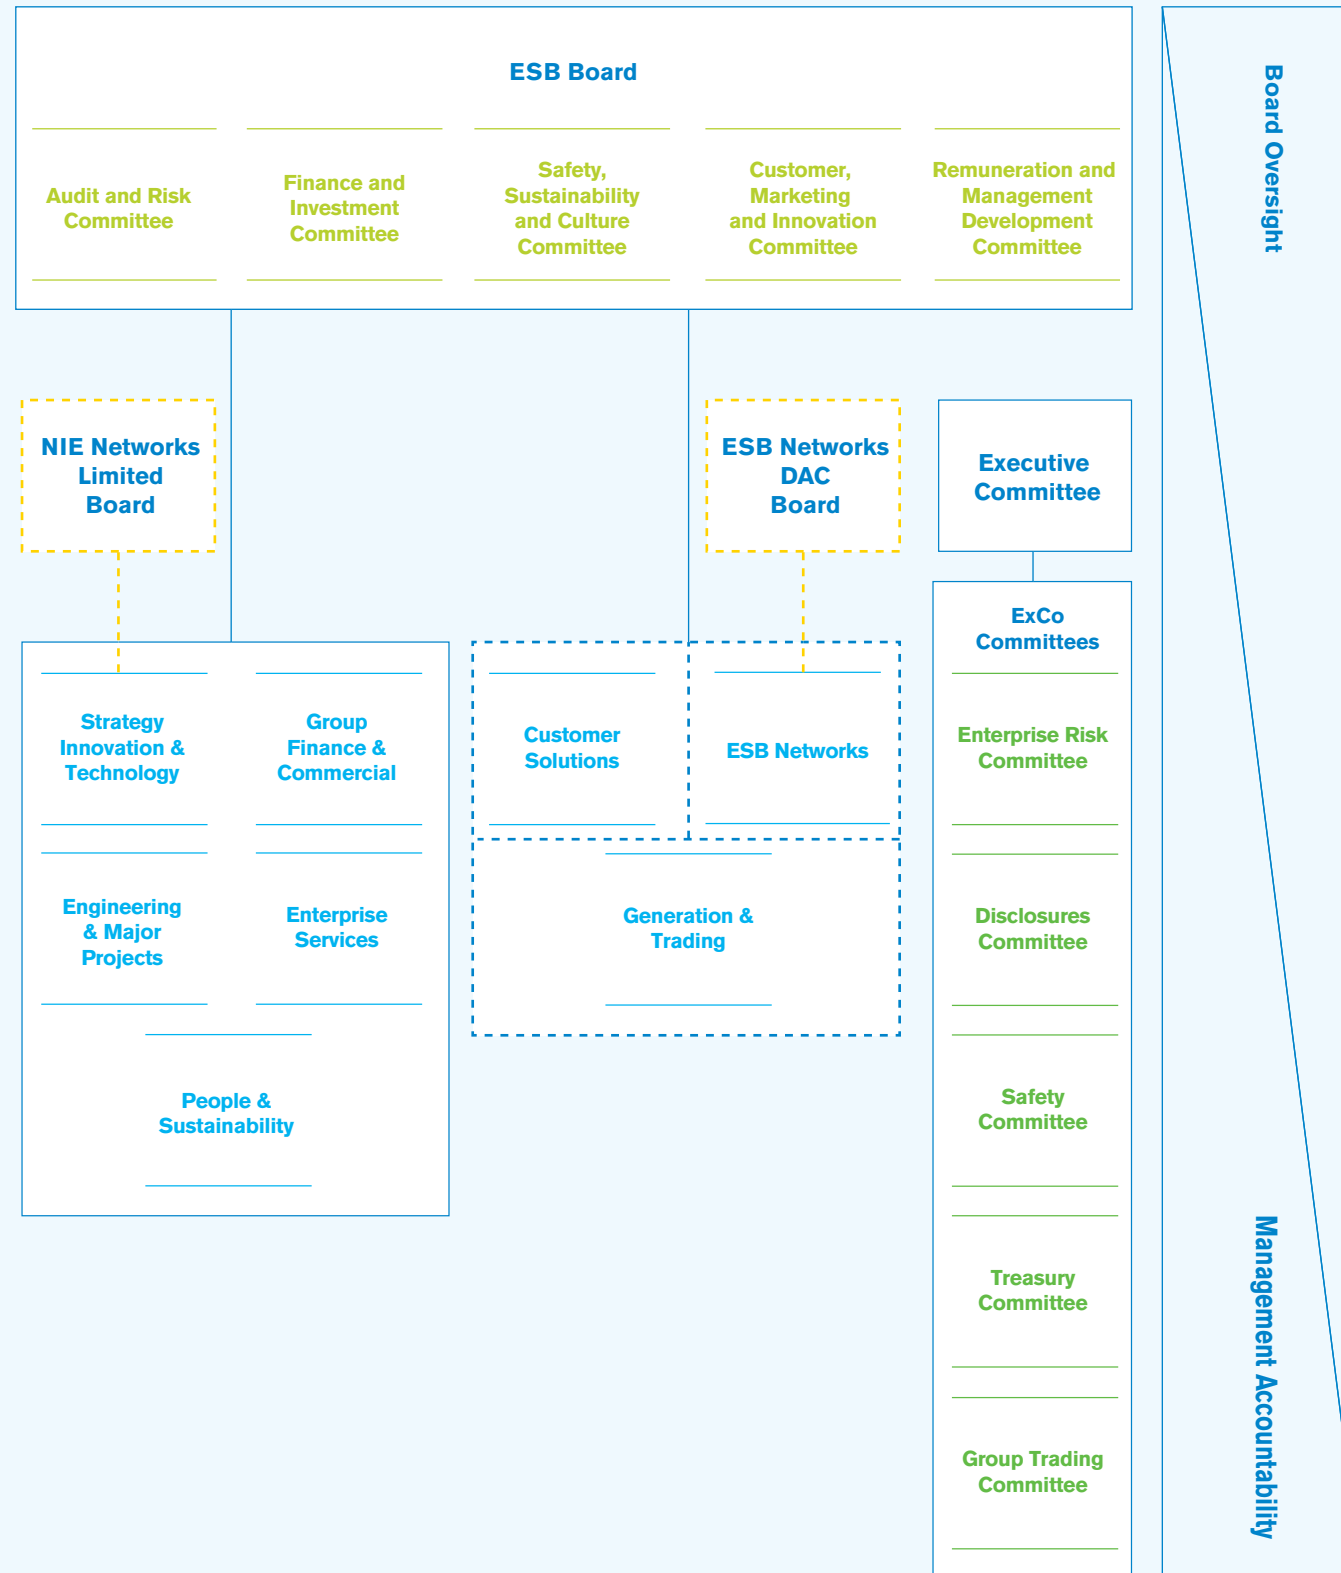 ESB Board
Audit and Risk
Committee
Finance and
Investment
Committee
Safety,
Sustainability
and Culture
Committee
Customer,
Marketing
and Innovation
Committee
Remuneration and
Management
Development
Committee
Board Oversight
NIE Networks
Limited
Board
ESB Networks
DAC
Board
Executive
Committee
ExCo
Committees
Strategy
Innovation &
Technology
Group
Finance &
Commercial
Customer
Solutions
ESB Networks
Enterprise Risk
Committee
Engineering
& Major
Projects
Enterprise
Services
Generation &
Trading
Disclosures
Committee
People &
Sustainability
Safety
Committee
Treasury
Committee
Group Trading
Committee
Management Accountability